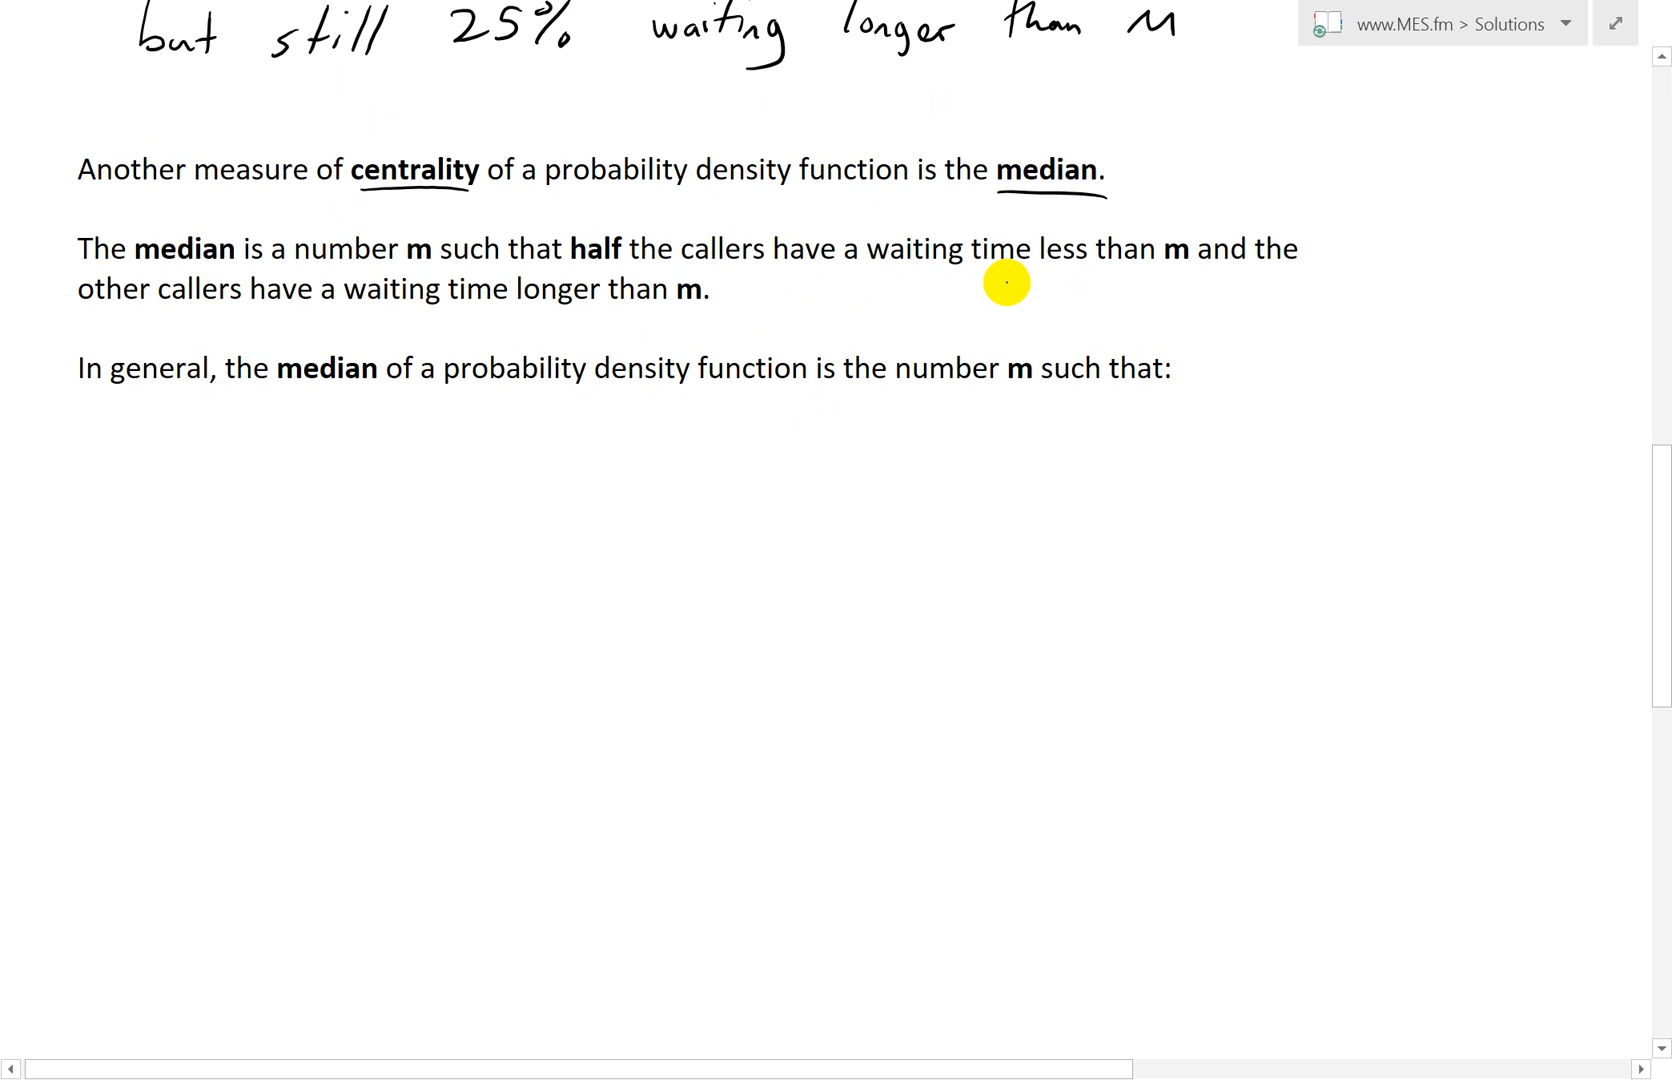 but still 25% waiting longer than M
www.MES.fm > Solutions
Another measure of centrality of a probability density function is the median.
The median is a number m such that half the callers have a waiting time less than m and the
other callers have a waiting time longer than m.
In general, the median of a probability density function is the number m such that: